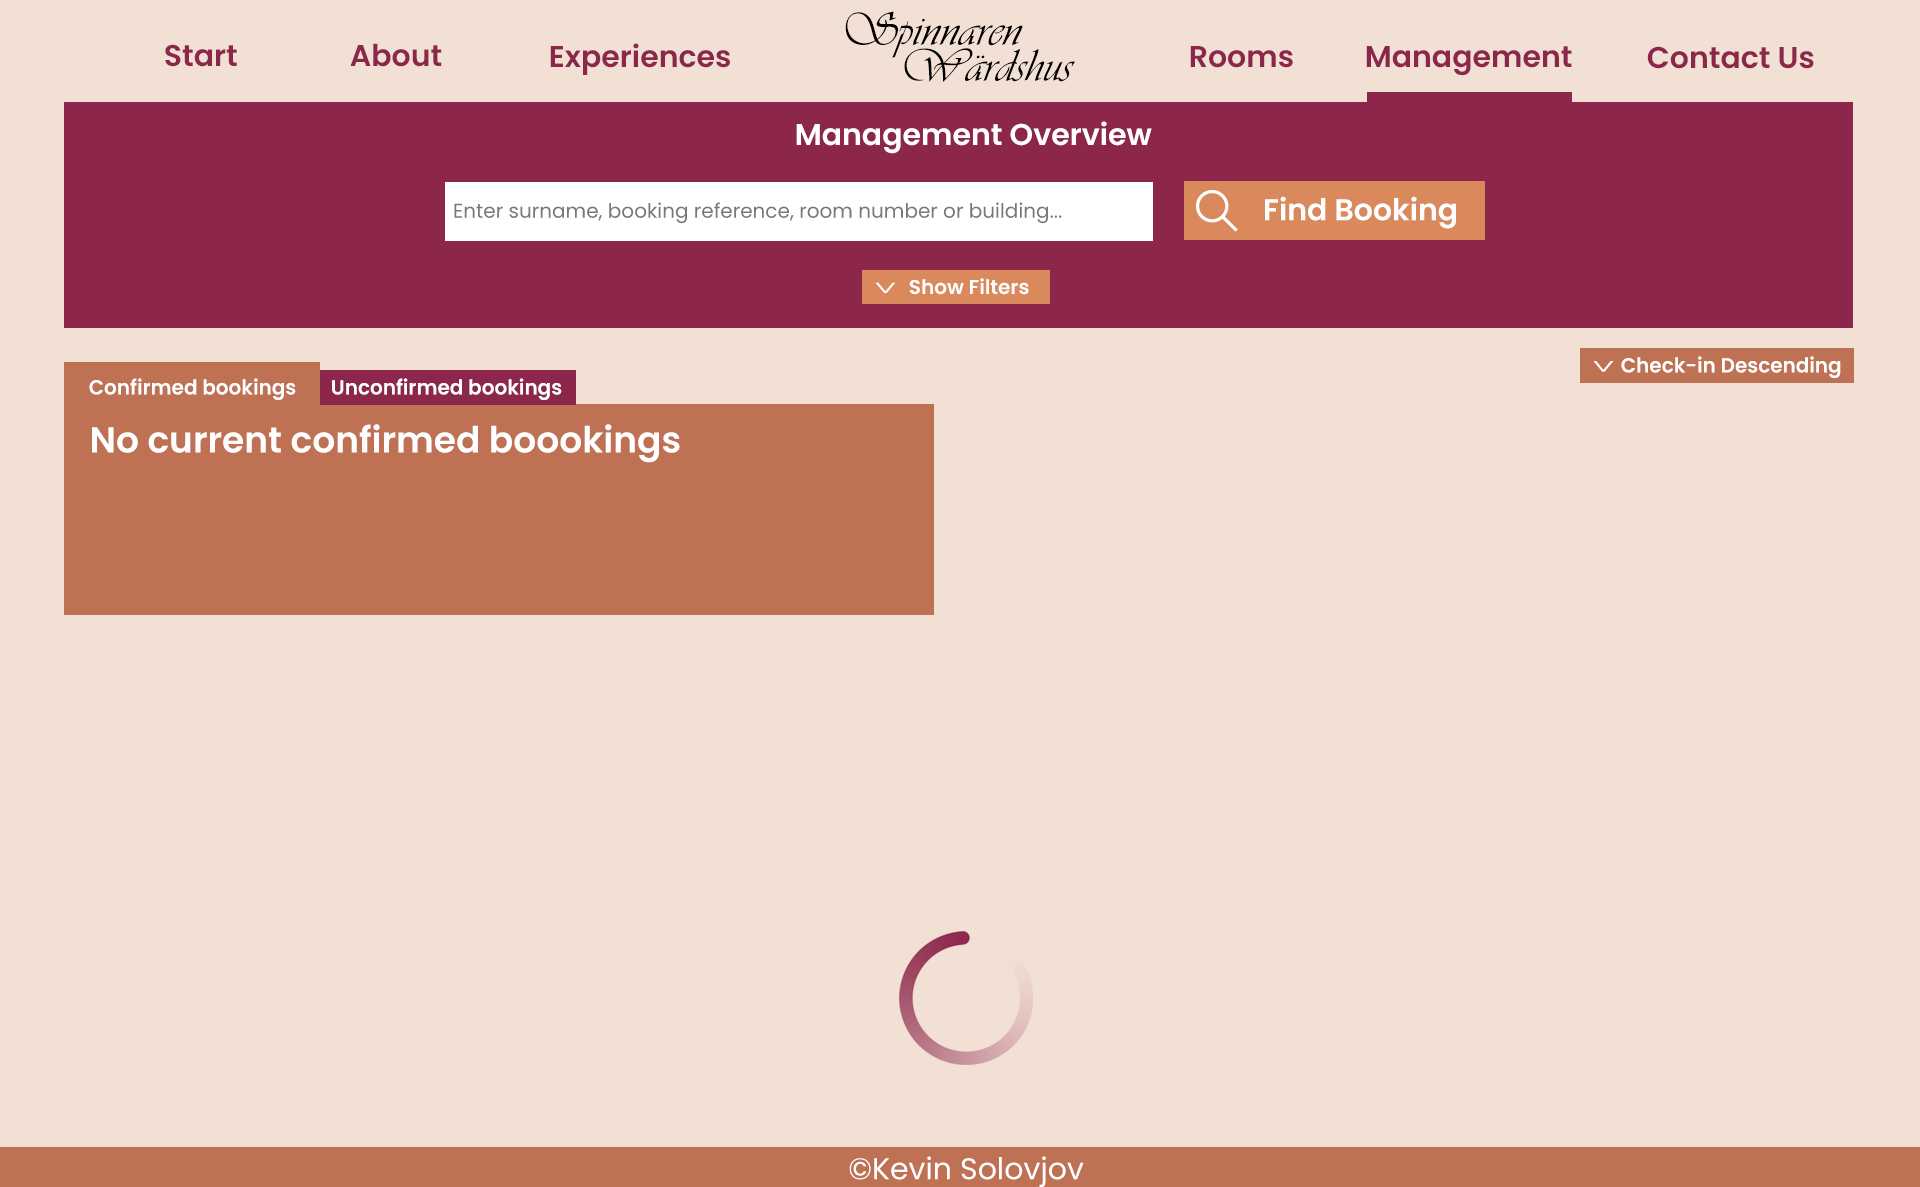 Start
About
Experiences
Spinnaren
Wärdshus
Rooms
Management
Contact Us
Management Overview
Enter surname, booking reference, room number or building...
Find Booking
Show Filters
Check-in Descending
Confirmed bookings
Unconfirmed bookings
No current confirmed boookings
©Kevin Solovjov